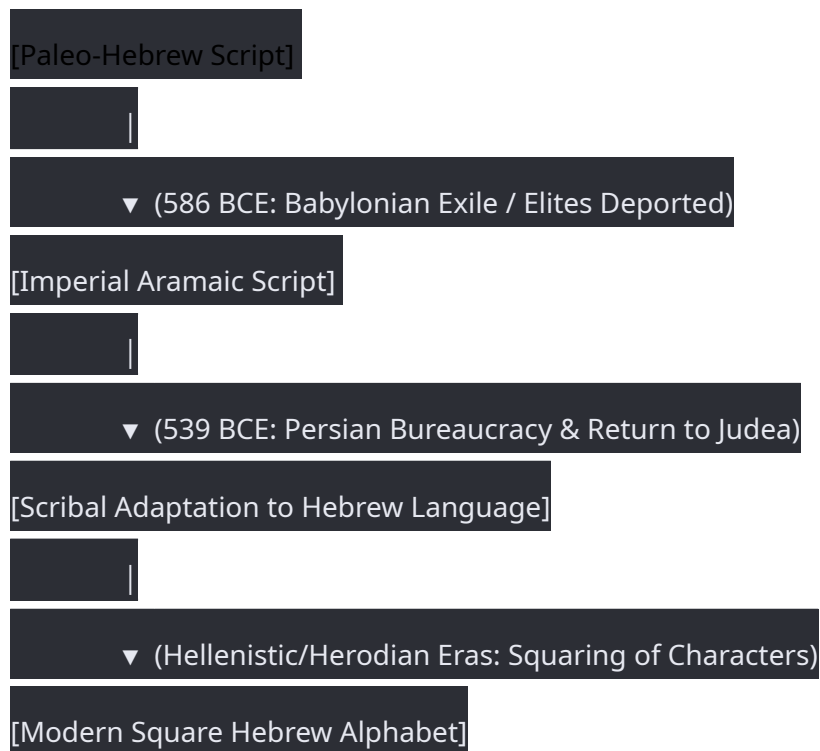 [Paleo-Hebrew Script]
|
▼ (586 BCE: Babylonian Exile / Elites Deported)
[Imperial Aramaic Script]
|
▼ (539 BCE: Persian Bureaucracy & Return to Judea)
[Scribal Adaptation to Hebrew Language]
|
▼ (Hellenistic/Herodian Eras: Squaring of Characters)
[Modern Square Hebrew Alphabet]